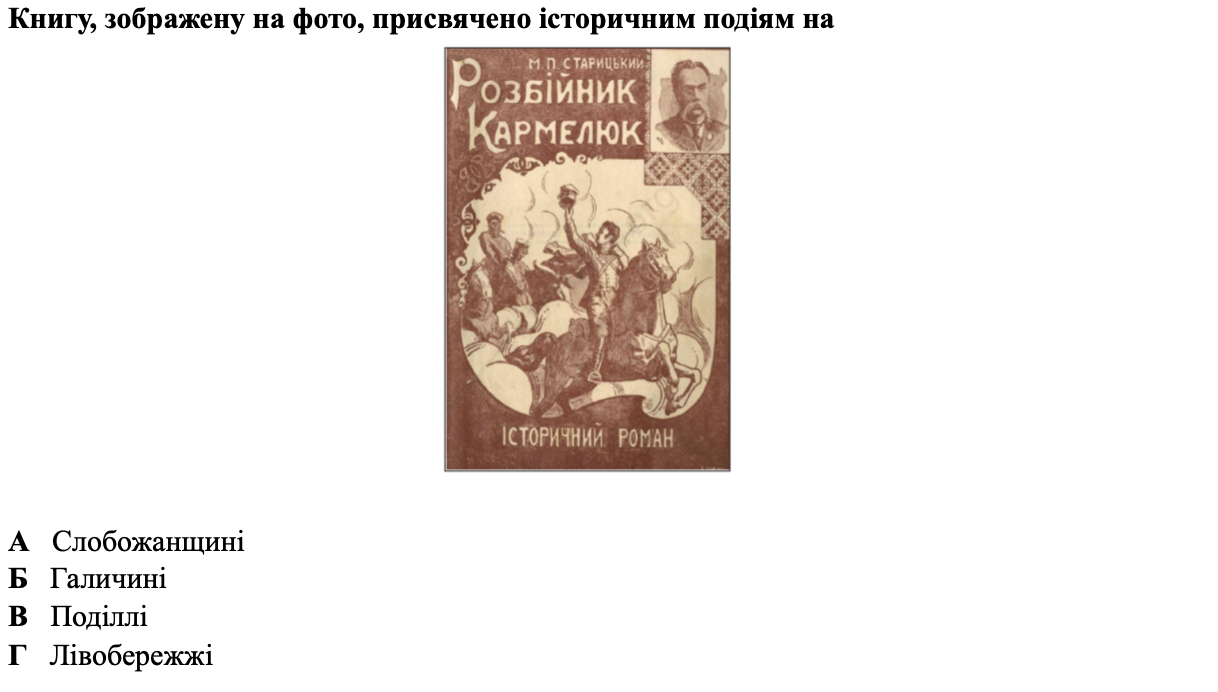 Книгу, зображену на фото, присвячено історичним подіям на
М. П. СТАРИЦЬКИЙ
РОЗБІЙНИК
КАРМЕЛЮК
ІСТОРИЧНИЙ РОМАН
А Слобожанщині
Б Галичині
В Поділлі
Г Лівобережжі